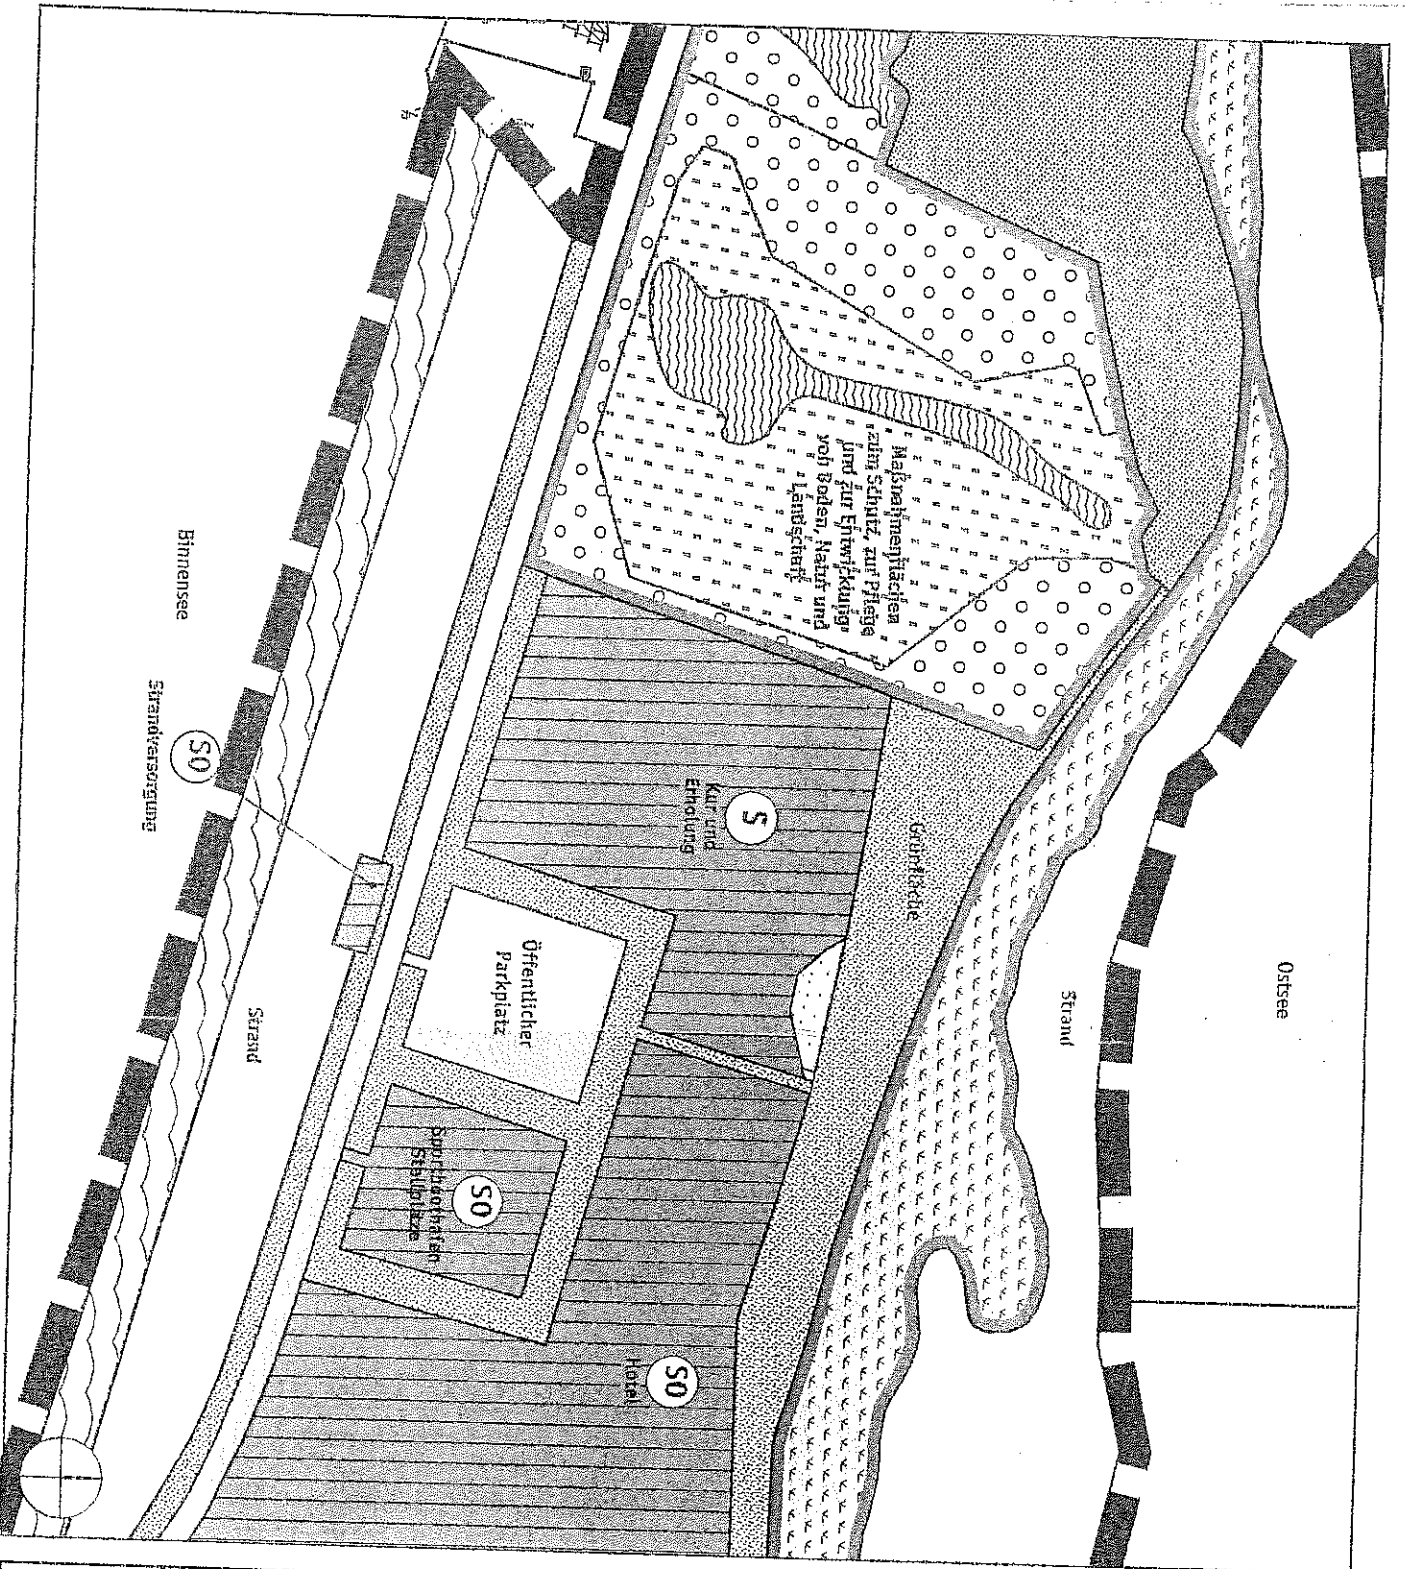 Ostsee
Strand
Grünfläche
Maßnahmenflächen
zum Schutz, zur Pflege
und zur Entwicklung
von Boden, Natur und
Landschaft
S
Kur und
Erholung
Öffentlicher
Parkplatz
SO
Sportboothafen
Stellplätze
SO
Hotel
Strand
Binnensee
SO
Strandversorgung